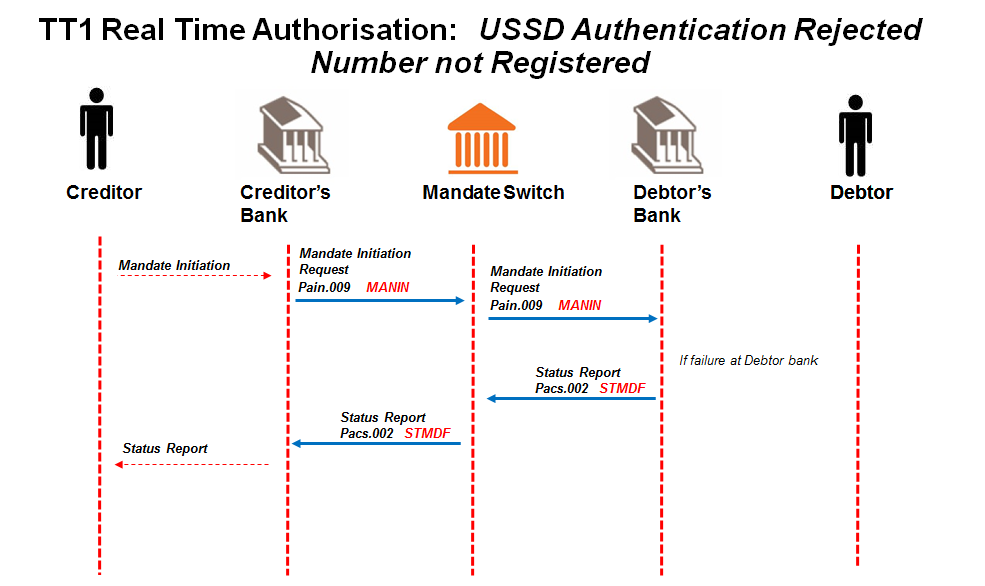 TT1 Real Time Authorisation: USSD Authentication Rejected
Number not Registered
Creditor
Creditor's
Bank
Mandate Switch
Debtor's
Bank
Debtor
Mandate Initiation
Mandate Initiation
Request
Pain.009 MANIN
Mandate Initiation
Request
Pain.009 MANIN
If failure at Debtor bank
Status Report
Pacs.002 STMDF
Status Report
Pacs.002 STMDF
Status Report